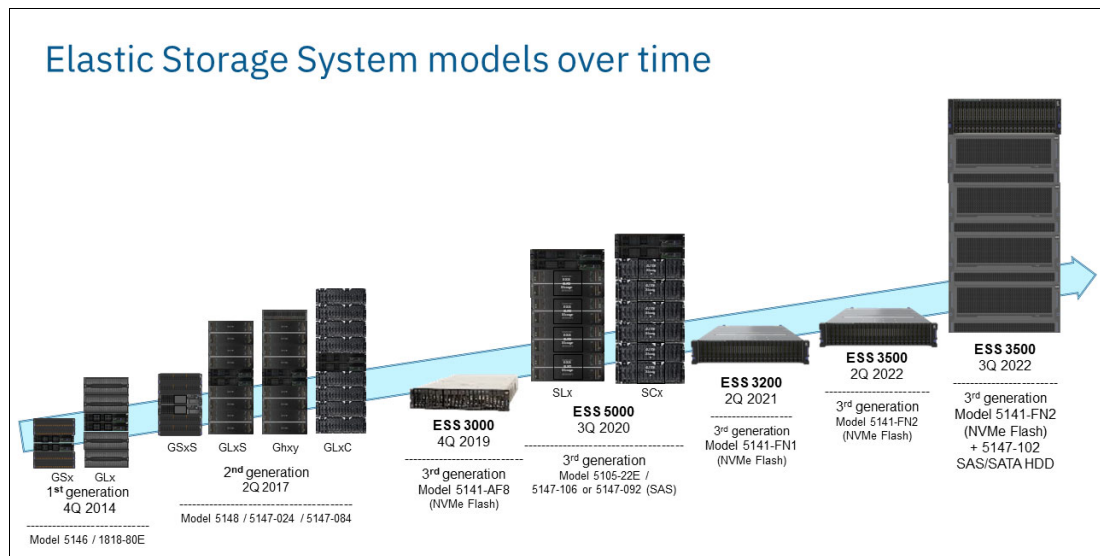 Elastic Storage System models over time
GSx
GLx
1st generation
4Q 2014
Model 5146 / 1818-80E
GSxS
GLxS
Ghxy
GLxC
2nd generation
2Q 2017
Model 5148 / 5147-024 / 5147-084
ESS 3000
4Q 2019
3rd generation
Model 5141-AF8
(NVMe Flash)
SLx
SCx
ESS 5000
3Q 2020
3rd generation
Model 5105-22E /
5147-106 or 5147-092 (SAS)
ESS 3200
2Q 2021
3rd generation
Model 5141-FN1
(NVMe Flash)
ESS 3500
2Q 2022
3rd generation
Model 5141-FN2
(NVMe Flash)
ESS 3500
3Q 2022
3rd generation
Model 5141-FN2
(NVMe Flash)
+ 5147-102
SAS/SATA HDD